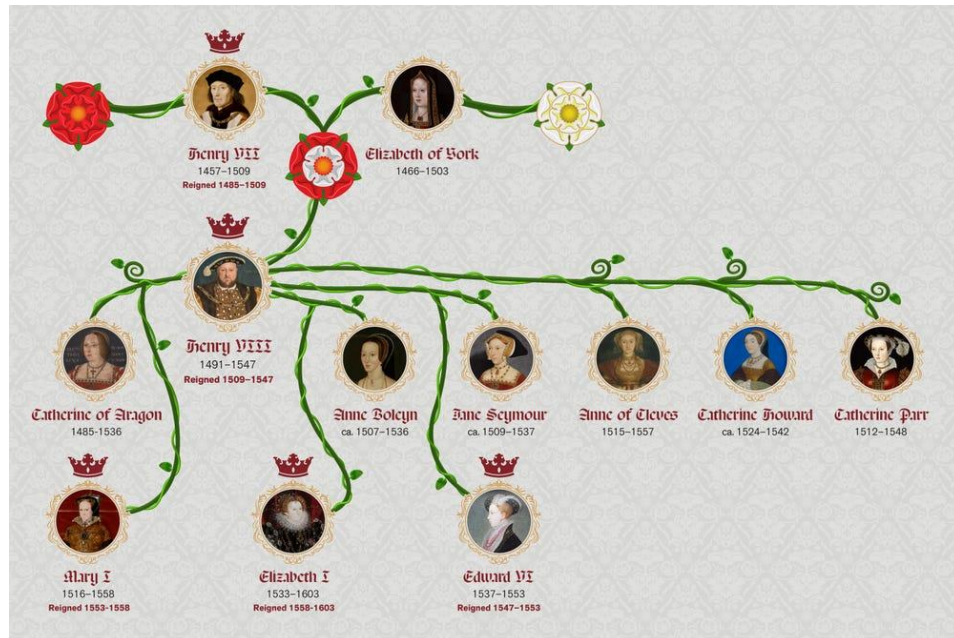 Henry VII
1457–1509
Reigned 1485–1509
Elizabeth of York
1466–1503
Henry VIII
1491–1547
Reigned 1509–1547
Catherine of Aragon
1485-1536
Anne Boleyn
ca. 1507–1536
Jane Seymour
ca. 1509–1537
Anne of Cleves
1515–1557
Catherine Howard
ca. 1524–1542
Catherine Parr
1512–1548
Mary I
1516–1558
Reigned 1553-1558
Elizabeth I
1533–1603
Reigned 1558-1603
Edward VI
1537–1553
Reigned 1547–1553